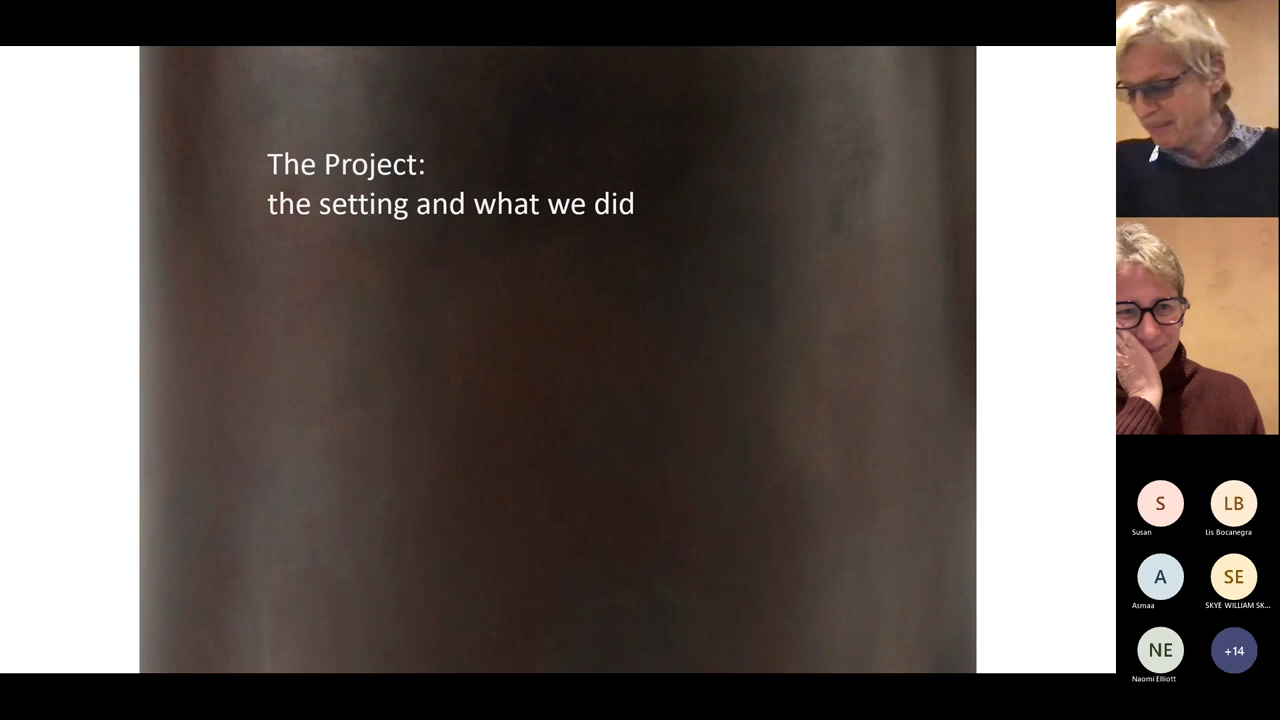 The Project:
the setting and what we did
S
LB
Susan
Lis Bocanegra
A
SE
Asmaa
SKYE WILLIAM SK...
NE
+14
Naomi Elliott